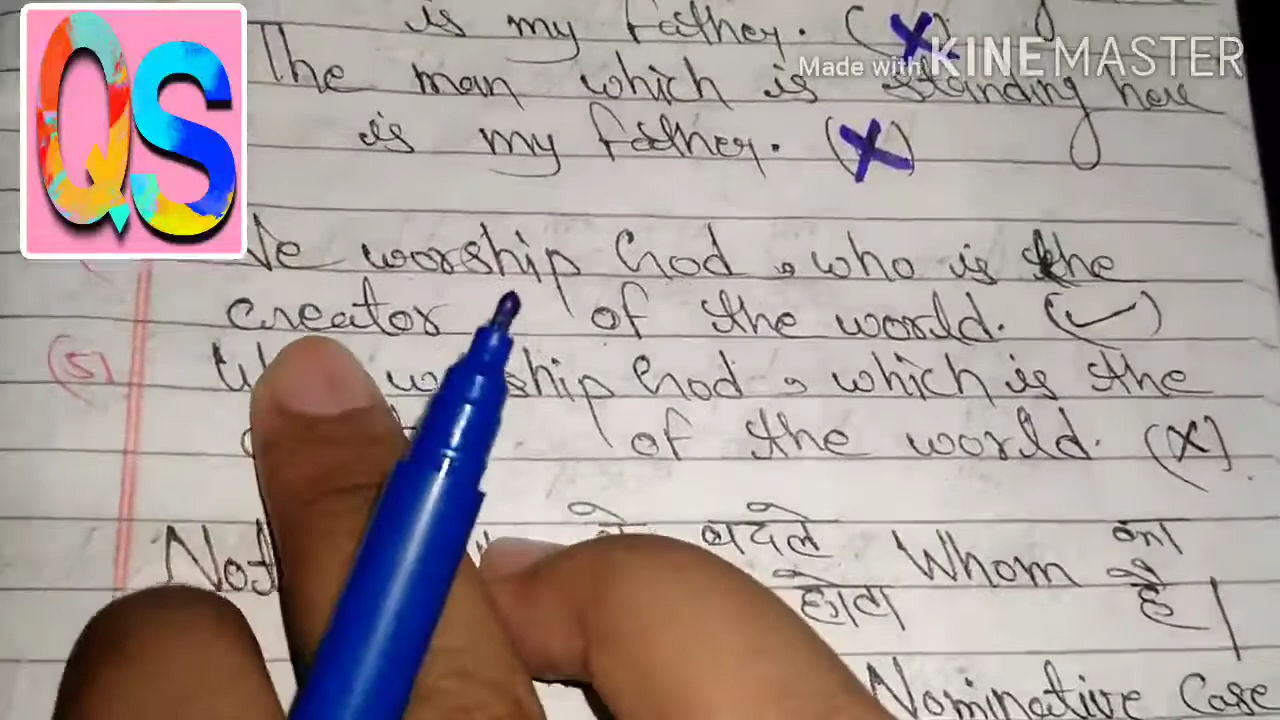 QS
is my father. (X)
Made with KINEMASTER
The man which is standing here
is my father. (X)
We worship God, who is the
creator of the world. (✓)
(5) worship God, which is the
of the world. (X)
के बदले Whom का
होता है।
Nominative Case